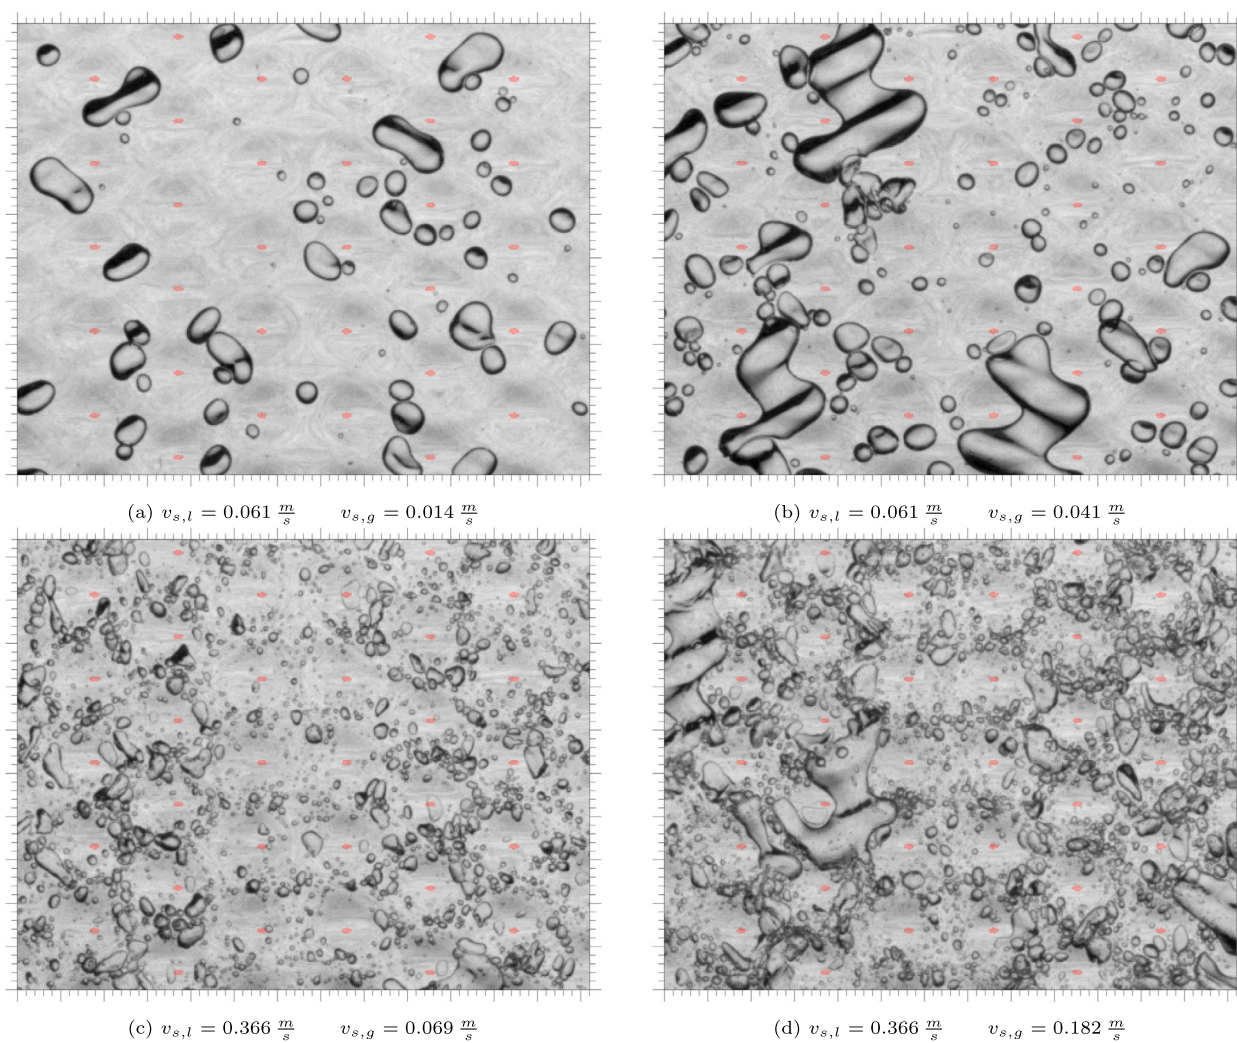 (a) v_{s,l} = 0.061 m/s    v_{s,g} = 0.014 m/s
(b) v_{s,l} = 0.061 m/s    v_{s,g} = 0.041 m/s
(c) v_{s,l} = 0.366 m/s    v_{s,g} = 0.069 m/s
(d) v_{s,l} = 0.366 m/s    v_{s,g} = 0.182 m/s